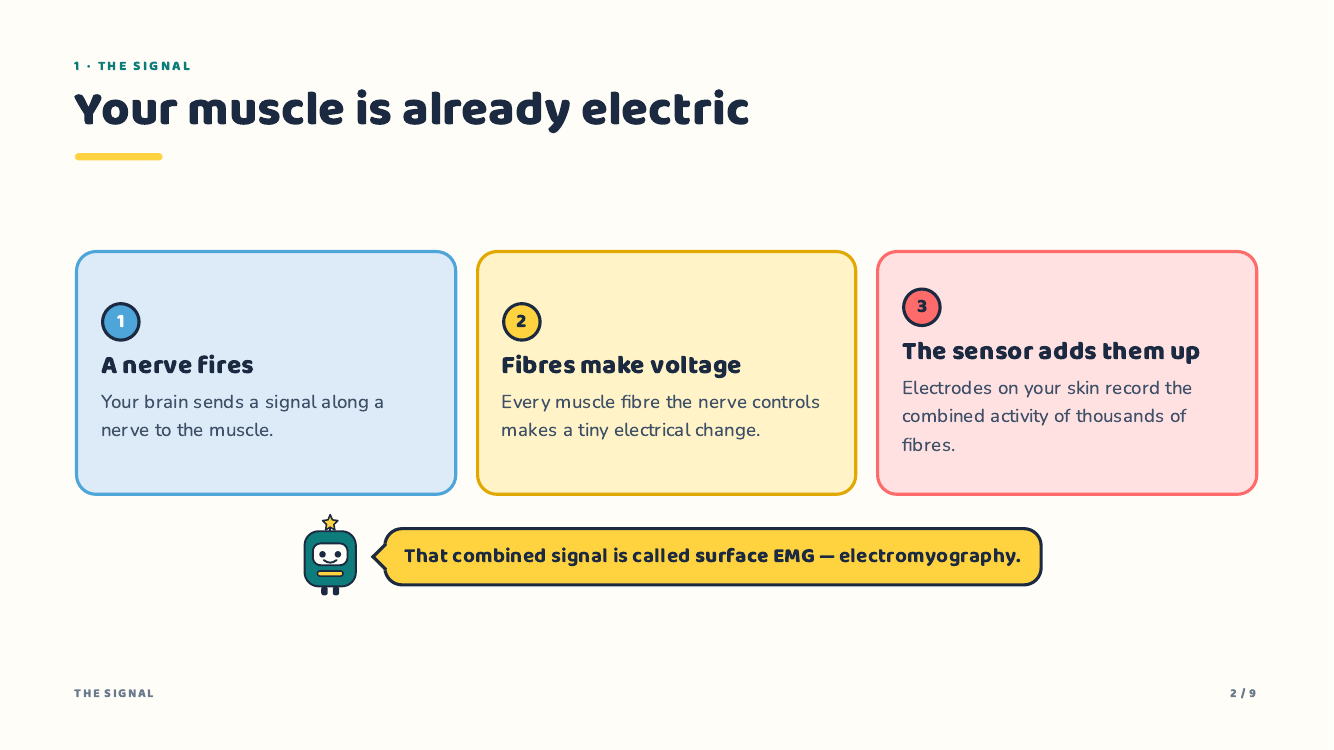 1 · THE SIGNAL
Your muscle is already electric
1
A nerve fires
Your brain sends a signal along a
nerve to the muscle.
2
Fibres make voltage
Every muscle fibre the nerve controls
makes a tiny electrical change.
3
The sensor adds them up
Electrodes on your skin record the
combined activity of thousands of
fibres.
That combined signal is called surface EMG — electromyography.
THE SIGNAL
2 / 9